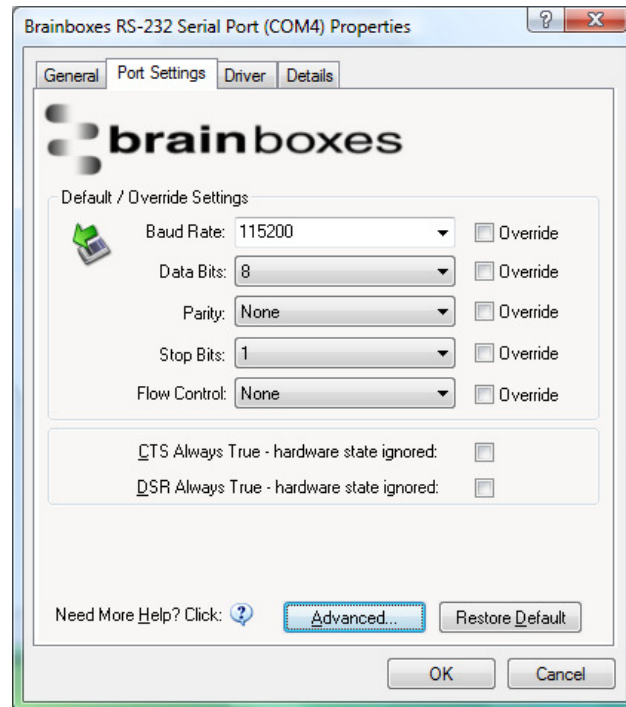 Brainboxes RS-232 Serial Port (COM4) Properties
General Port Settings Driver Details
brainboxes
Default / Override Settings
Baud Rate: 115200 Override
Data Bits: 8 Override
Parity: None Override
Stop Bits: 1 Override
Flow Control: None Override
CTS Always True - hardware state ignored:
DSR Always True - hardware state ignored:
Need More Help? Click: ? Advanced... Restore Default
OK Cancel